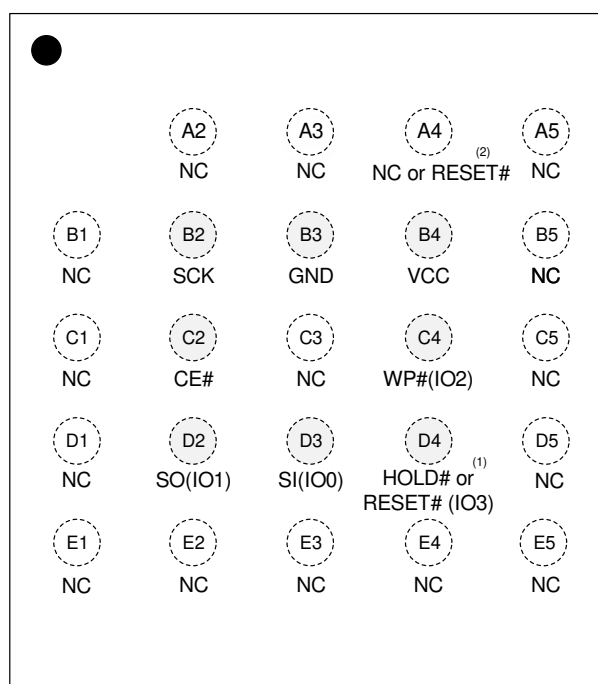 A2 A3 A4 A5
(2)
NC NC NC or RESET# NC
B1 B2 B3 B4 B5
NC SCK GND VCC NC
C1 C2 C3 C4 C5
NC CE# NC WP#(IO2) NC
D1 D2 D3 D4 D5
(1)
NC SO(IO1) SI(IO0) HOLD# or NC
RESET# (IO3)
E1 E2 E3 E4 E5
NC NC NC NC NC